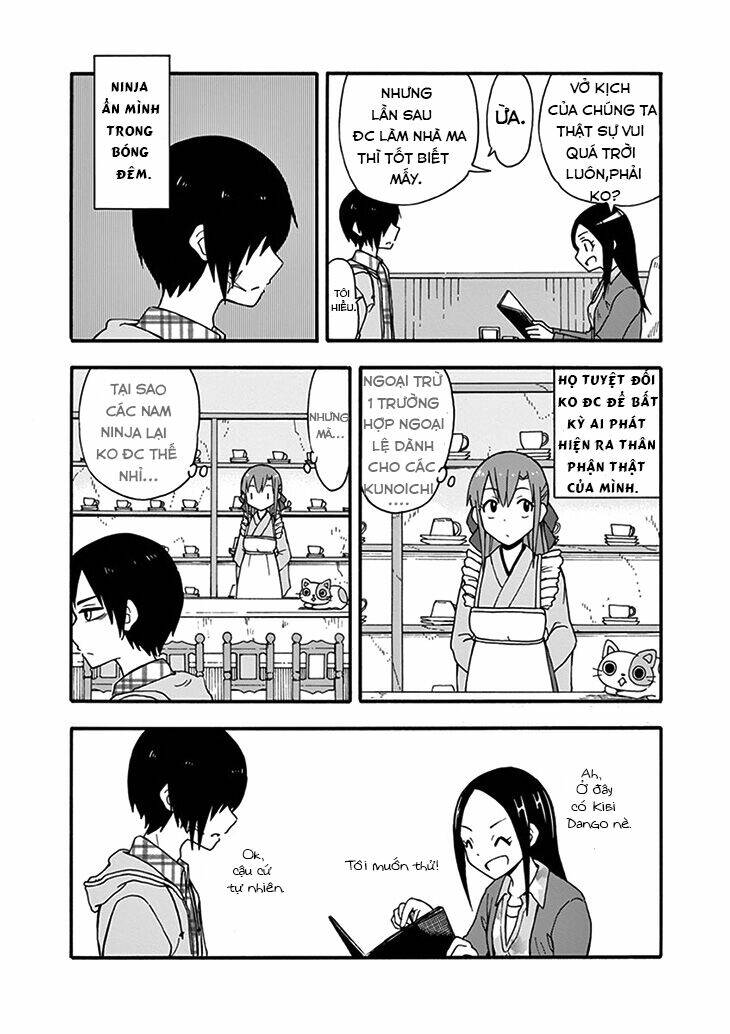 VỞ KỊCH
CỦA CHÚNG TA
THẬT SỰ VUI
QUÁ TRỜI
LUÔN,PHẢI
KO?
ỪA.
NHƯNG
LẦN SAU
ĐC LÀM NHÀ MA
THÌ TỐT BIẾT
MẤY.
TÔI
HIỂU.
NINJA
ẨN MÌNH
TRONG
BÓNG
ĐÊM.
HỌ TUYỆT ĐỐI
KO ĐC ĐỂ BẤT
KỲ AI PHÁT
HIỆN RA THÂN
PHẬN THẬT
CỦA MÌNH.
NGOẠI TRỪ
1 TRƯỜNG
HỢP NGOẠI
LỆ DÀNH
CHO CÁC
KUNOICHI
....
NHƯNG
MÀ...
TẠI SAO
CÁC NAM
NINJA LẠI
KO ĐC THẾ
NHỈ...
Ah,
Ở đây
có Kibi
Dango nè.
Tôi muốn thử!
Ok,
cậu cứ
tự nhiên.